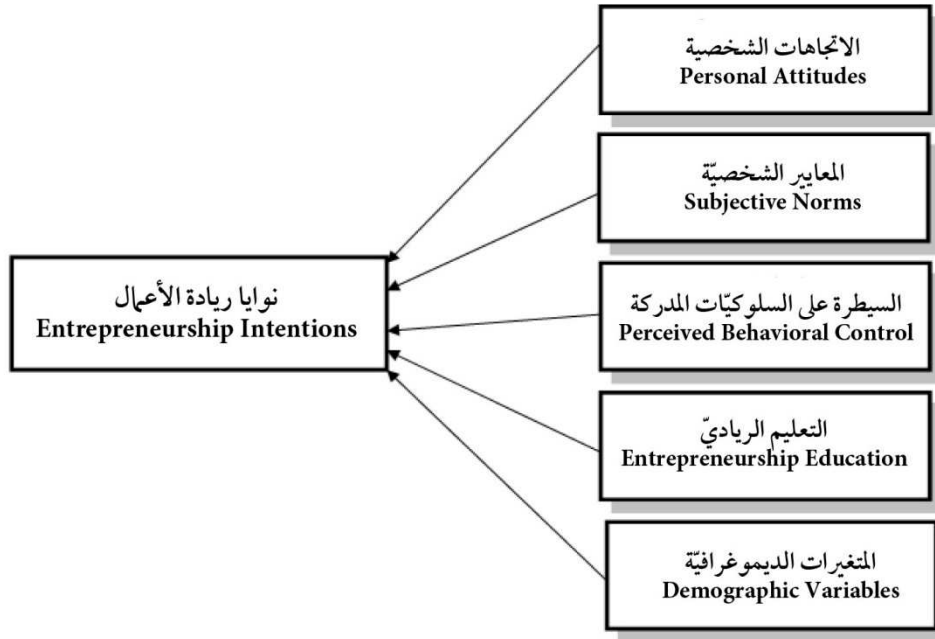 الاتجاهات الشخصية
Personal Attitudes
المعايير الشخصيّة
Subjective Norms
نوايا ريادة الأعمال
Entrepreneurship Intentions
السيطرة على السلوكيّات المدركة
Perceived Behavioral Control
التعليم الرياديّ
Entrepreneurship Education
المتغيرات الديموغرافيّة
Demographic Variables